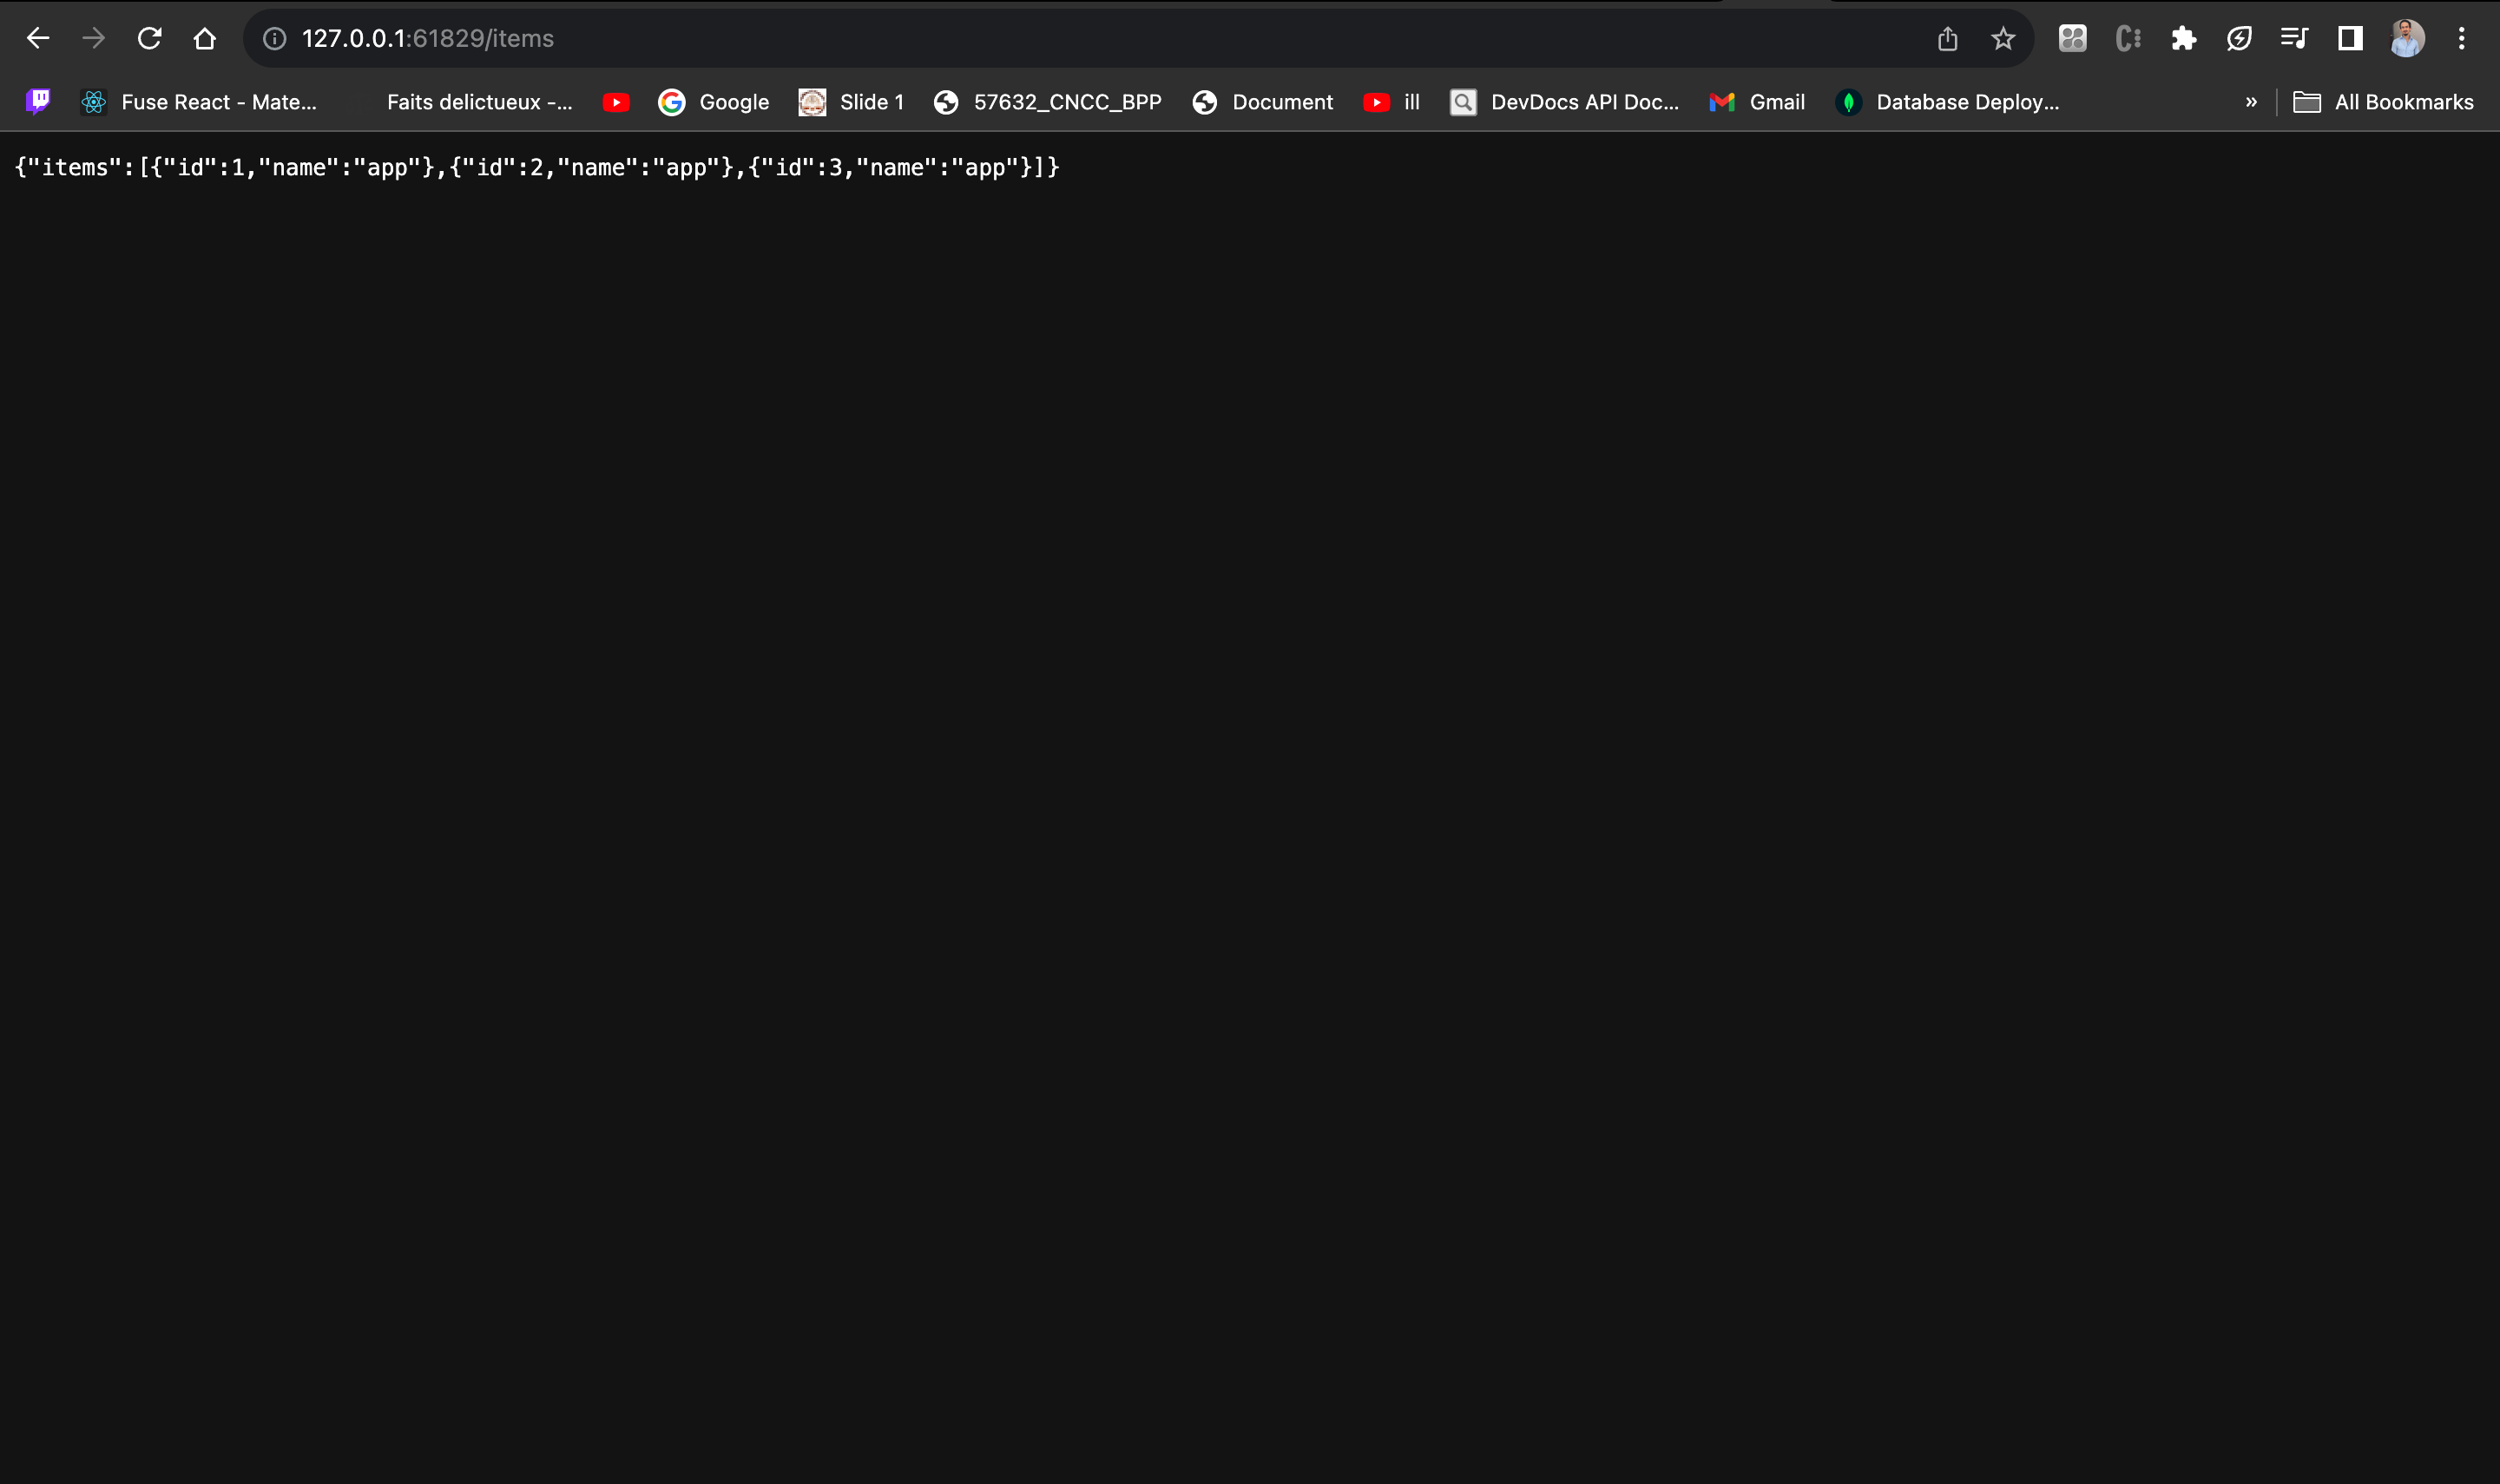 127.0.0.1:61829/items
Fuse React - Mate... Faits delictueux -... Google Slide 1 57632_CNCC_BPP Document ill DevDocs API Doc... Gmail Database Deploy... » All Bookmarks
{"items":[{"id":1,"name":"app"},{"id":2,"name":"app"},{"id":3,"name":"app"}]}